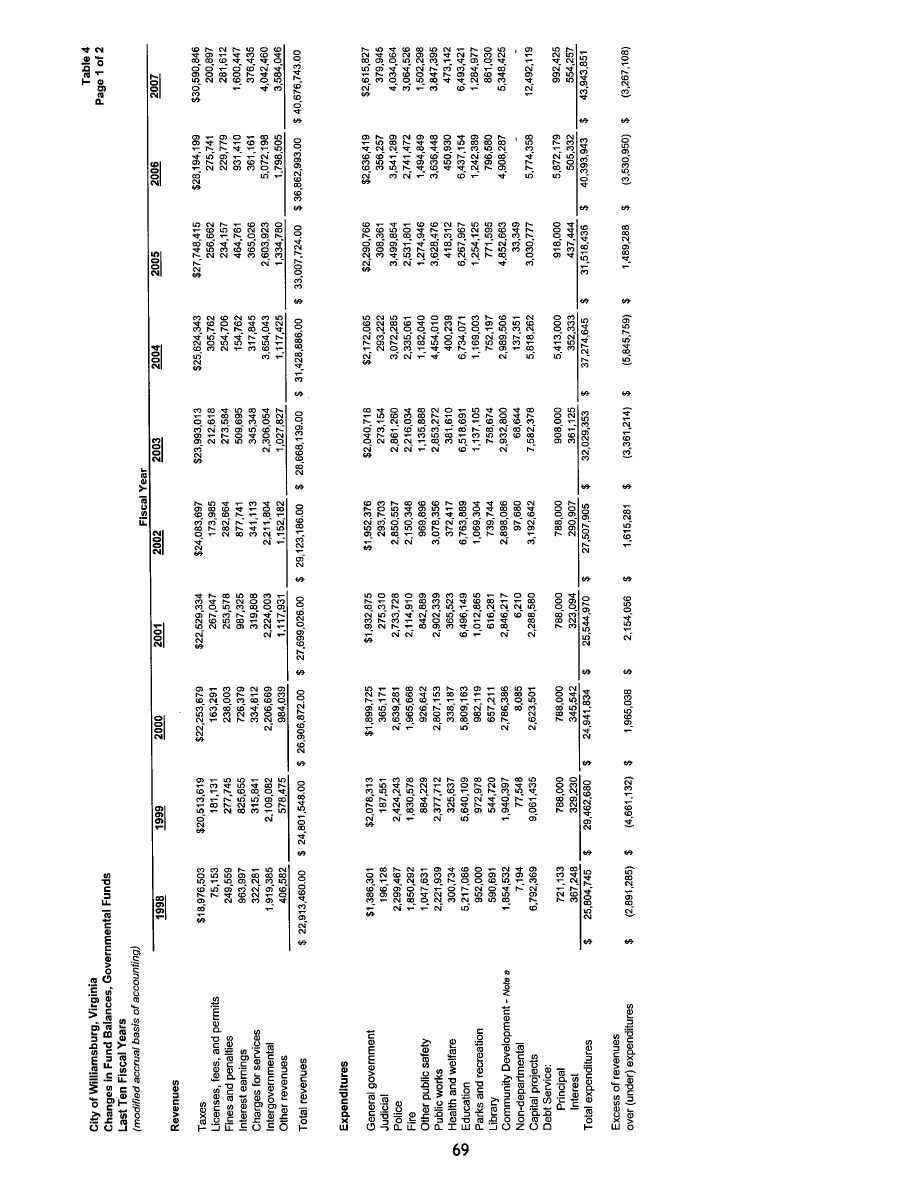 Table 4
Page 1 of 2
City of Williamsburg, Virginia
Changes in Fund Balances, Governmental Funds
Last Ten Fiscal Years
(modified accrual basis of accounting)
Fiscal Year
1998 1999 2000 2001 2002 2003 2004 2005 2006 2007
Revenues
Taxes $18,976,503 $20,513,619 $22,253,679 $22,529,334 $24,083,697 $23,993,013 $25,624,343 $27,748,415 $28,194,199 $30,590,846
Licenses, fees, and permits 75,153 181,131 163,291 267,047 173,985 212,618 305,762 256,662 275,741 200,897
Fines and penalties 249,559 277,745 238,003 253,578 282,664 273,584 254,706 234,157 229,779 281,612
Interest earnings 963,997 825,655 726,379 987,325 877,741 509,695 154,762 464,761 931,410 1,600,447
Charges for services 322,281 315,841 334,812 319,808 341,113 345,348 317,845 365,026 361,161 376,435
Intergovernmental 1,919,385 2,109,082 2,206,669 2,224,003 2,211,804 2,306,054 3,654,043 2,603,923 5,072,198 4,042,460
Other revenues 406,582 578,475 984,039 1,117,931 1,152,182 1,027,827 1,117,425 1,334,780 1,798,505 3,584,046
Total revenues $ 22,913,460.00 $ 24,801,548.00 $ 26,906,872.00 $ 27,699,026.00 $ 29,123,186.00 $ 28,668,139.00 $ 31,428,886.00 $ 33,007,724.00 $ 36,862,993.00 $ 40,676,743.00
Expenditures
General government $1,386,301 $2,078,313 $1,899,725 $1,932,875 $1,952,376 $2,040,718 $2,172,065 $2,290,766 $2,636,419 $2,615,827
Judicial 196,128 187,551 365,171 275,310 293,703 273,154 293,222 308,361 356,257 379,945
Police 2,299,467 2,424,243 2,639,281 2,733,728 2,850,557 2,861,260 3,072,285 3,499,854 3,541,289 4,034,064
Fire 1,850,292 1,830,578 1,965,668 2,114,910 2,150,348 2,216,034 2,335,061 2,531,801 2,741,472 3,064,526
Other public safety 1,047,631 884,229 926,642 842,889 969,896 1,135,888 1,182,040 1,274,946 1,494,849 1,502,298
Public works 2,221,939 2,377,712 2,807,153 2,902,339 3,078,356 2,853,272 4,454,010 3,628,476 3,636,448 3,847,395
Health and welfare 300,734 325,637 338,187 365,523 372,417 381,610 400,239 418,312 450,930 473,142
Education 5,217,086 5,640,109 5,809,163 6,496,149 6,763,889 6,518,691 6,734,071 6,267,967 6,437,154 6,493,421
Parks and recreation 952,000 972,978 982,119 1,012,865 1,069,304 1,137,105 1,169,003 1,254,125 1,242,389 1,284,977
Library 590,691 544,720 657,211 616,281 739,744 758,674 752,197 771,595 796,580 861,030
Community Development - Note a 1,854,532 1,940,397 2,786,386 2,846,217 2,898,086 2,932,800 2,989,506 4,852,663 4,908,287 5,348,425
Non-departmental 7,194 77,548 8,085 6,210 97,680 68,644 137,351 33,349 - -
Capital projects 6,792,369 9,061,435 2,623,501 2,288,580 3,192,642 7,582,378 5,818,262 3,030,777 5,774,358 12,492,119
Debt Service:
Principal 721,133 788,000 788,000 788,000 788,000 908,000 5,413,000 918,000 5,872,179 992,425
Interest 367,248 329,230 345,542 323,094 290,907 361,125 352,333 437,444 505,332 554,257
Total expenditures $ 25,804,745 $ 29,462,680 $ 24,941,834 $ 25,544,970 $ 27,507,905 $ 32,029,353 $ 37,274,645 $ 31,518,436 $ 40,393,943 $ 43,943,851
Excess of revenues
over (under) expenditures $ (2,891,285) $ (4,661,132) $ 1,965,038 $ 2,154,056 $ 1,615,281 $ (3,361,214) $ (5,845,759) $ 1,489,288 $ (3,530,950) $ (3,267,108)
69